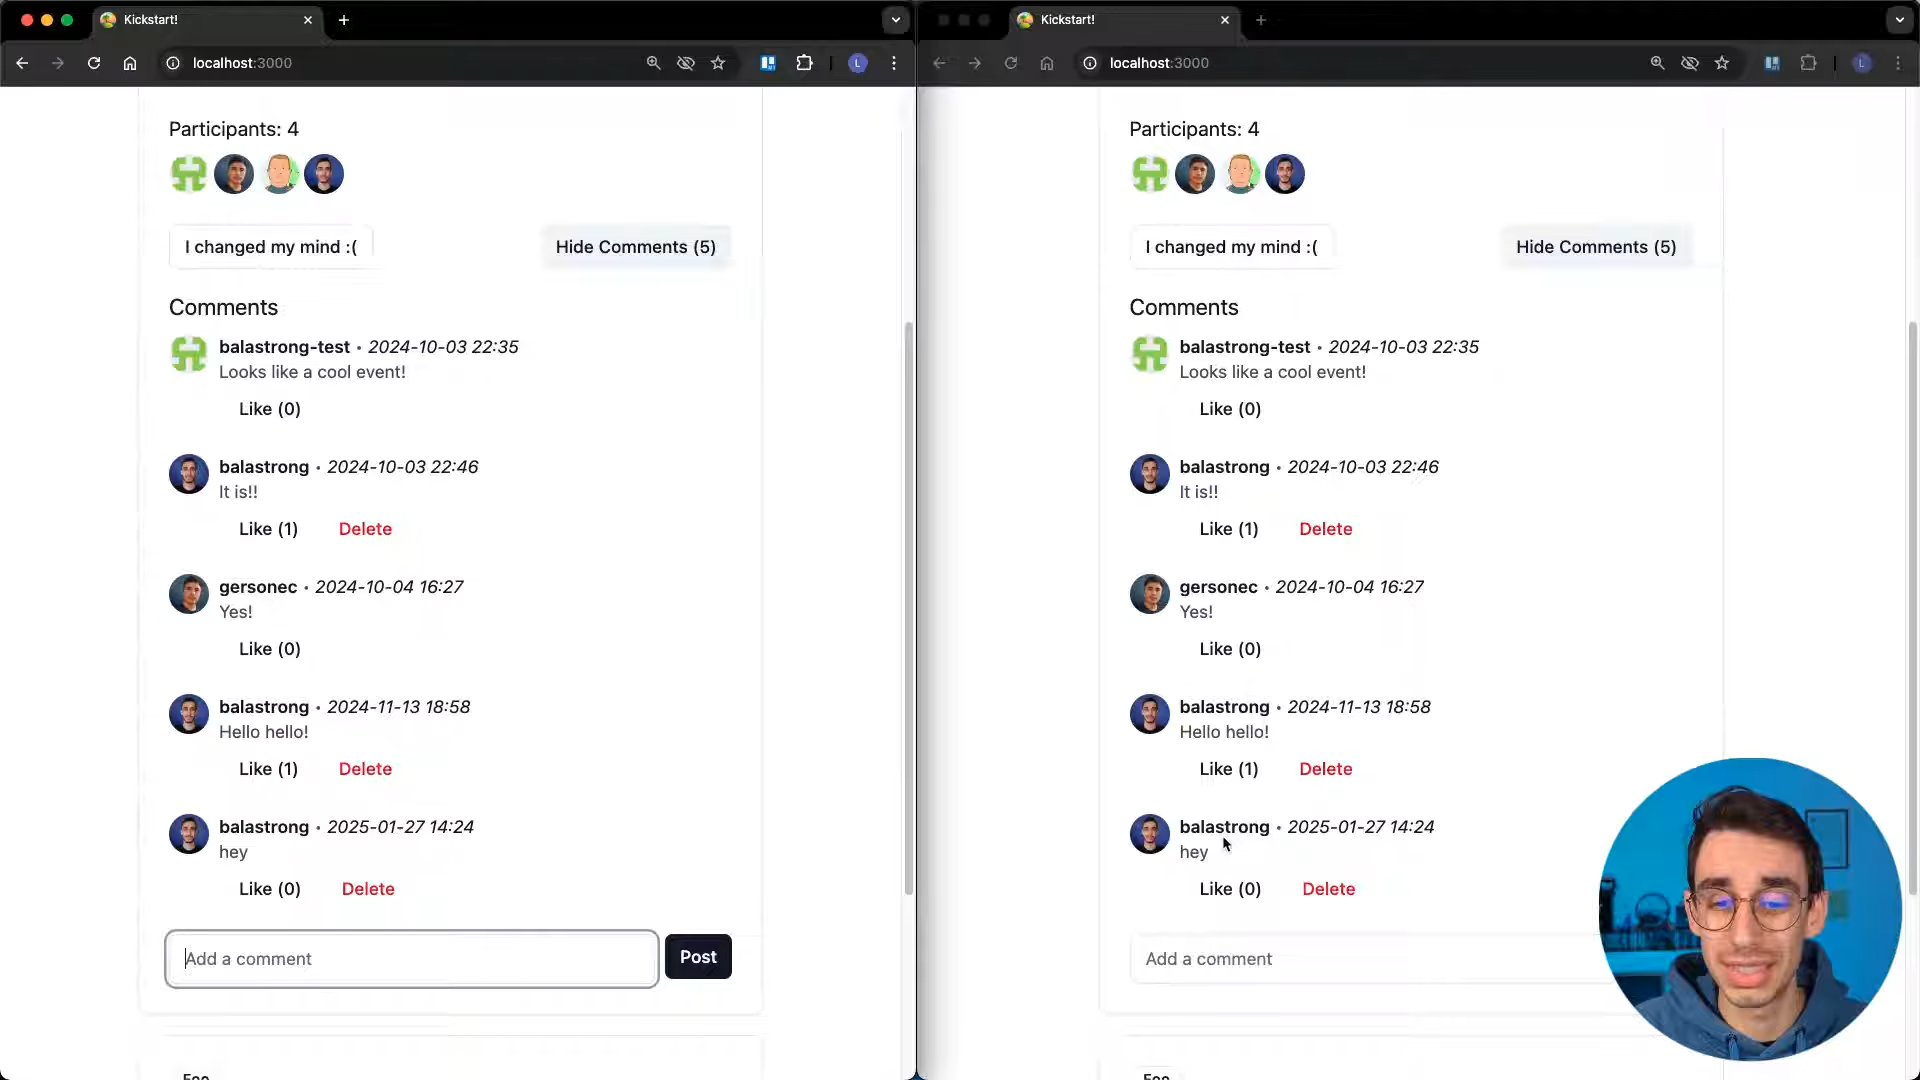 Kickstart!
localhost:3000
L
Participants: 4
I changed my mind :(
Hide Comments (5)
Comments
balastrong-test • 2024-10-03 22:35
Looks like a cool event!
Like (0)
balastrong • 2024-10-03 22:46
It is!!
Like (1) Delete
gersonec • 2024-10-04 16:27
Yes!
Like (0)
balastrong • 2024-11-13 18:58
Hello hello!
Like (1) Delete
balastrong • 2025-01-27 14:24
hey
Like (0) Delete
Add a comment
Post
Kickstart!
localhost:3000
L
Participants: 4
I changed my mind :(
Hide Comments (5)
Comments
balastrong-test • 2024-10-03 22:35
Looks like a cool event!
Like (0)
balastrong • 2024-10-03 22:46
It is!!
Like (1) Delete
gersonec • 2024-10-04 16:27
Yes!
Like (0)
balastrong • 2024-11-13 18:58
Hello hello!
Like (1) Delete
balastrong • 2025-01-27 14:24
hey
Like (0) Delete
Add a comment